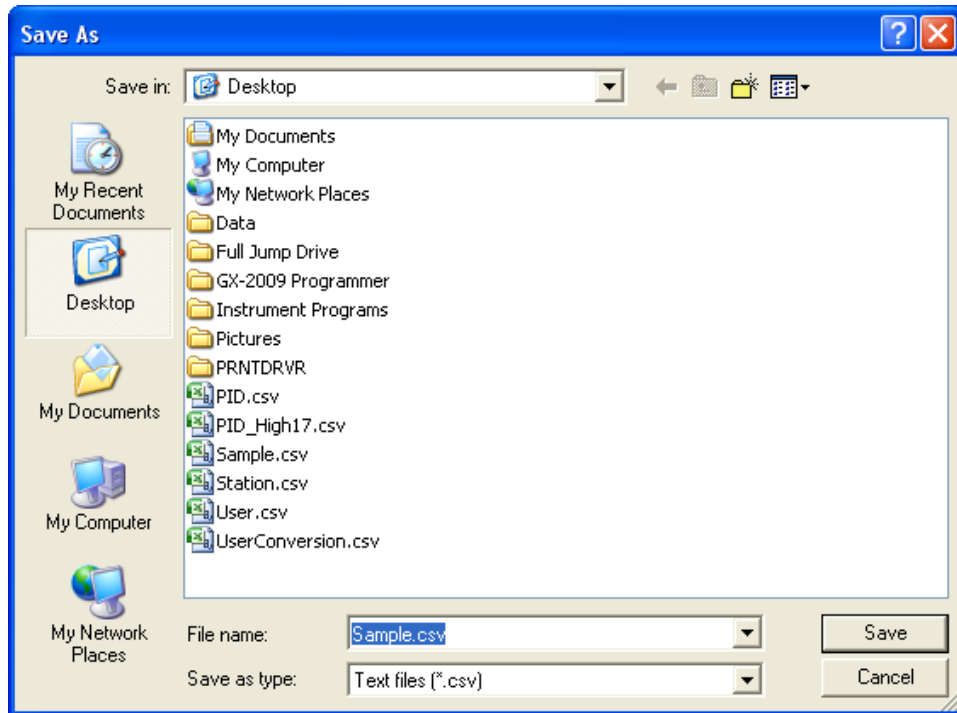 Save As
Save in: Desktop
My Recent
Documents
Desktop
My Documents
My Computer
My Network
Places
My Documents
My Computer
My Network Places
Data
Full Jump Drive
GX-2009 Programmer
Instrument Programs
Pictures
PRNTDRVR
PID.csv
PID_High17.csv
Sample.csv
Station.csv
User.csv
UserConversion.csv
File name: Sample.csv Save
Save as type: Text files (*.csv) Cancel